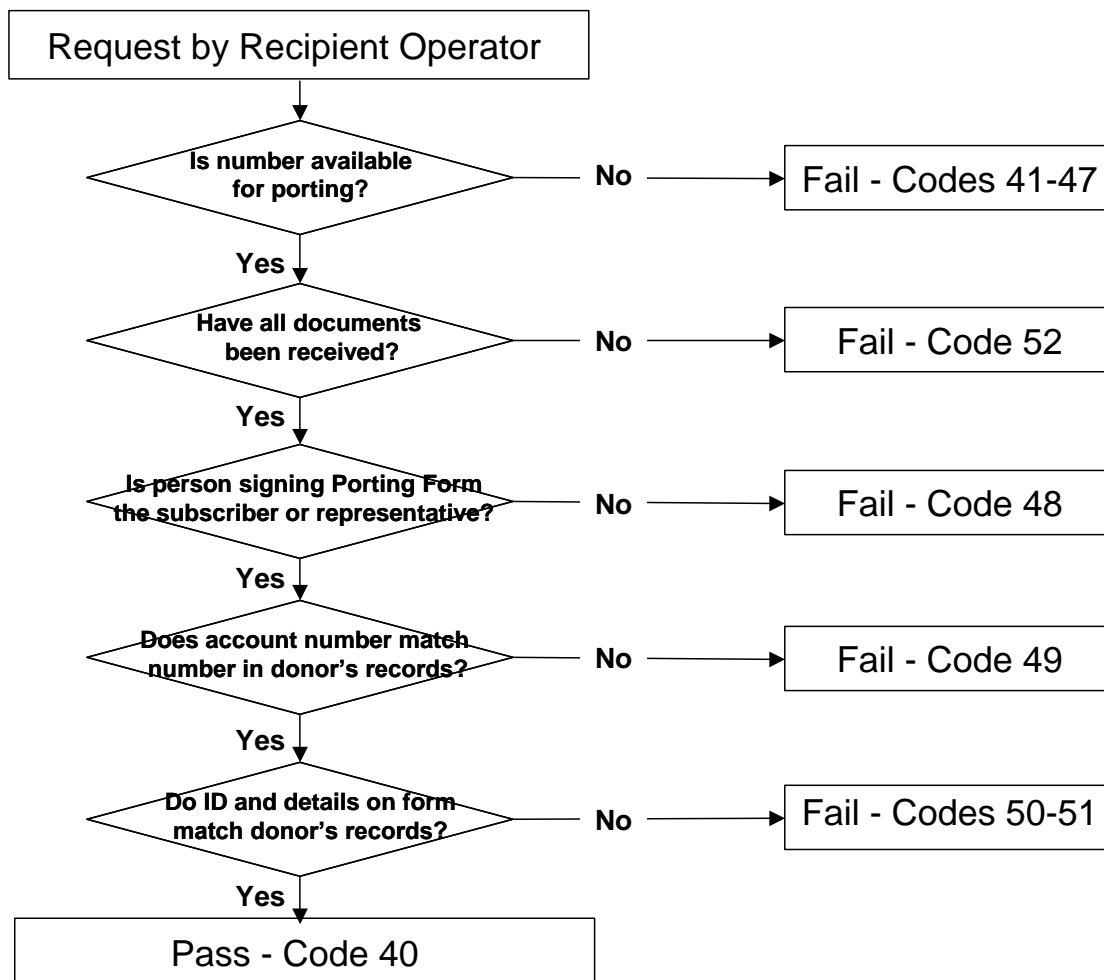 Request by Recipient Operator
Is number available
for porting?
No
Fail - Codes 41-47
Yes
Have all documents
been received?
No
Fail - Code 52
Yes
Is person signing Porting Form
the subscriber or representative?
No
Fail - Code 48
Yes
Does account number match
number in donor's records?
No
Fail - Code 49
Yes
Do ID and details on form
match donor's records?
No
Fail - Codes 50-51
Yes
Pass - Code 40